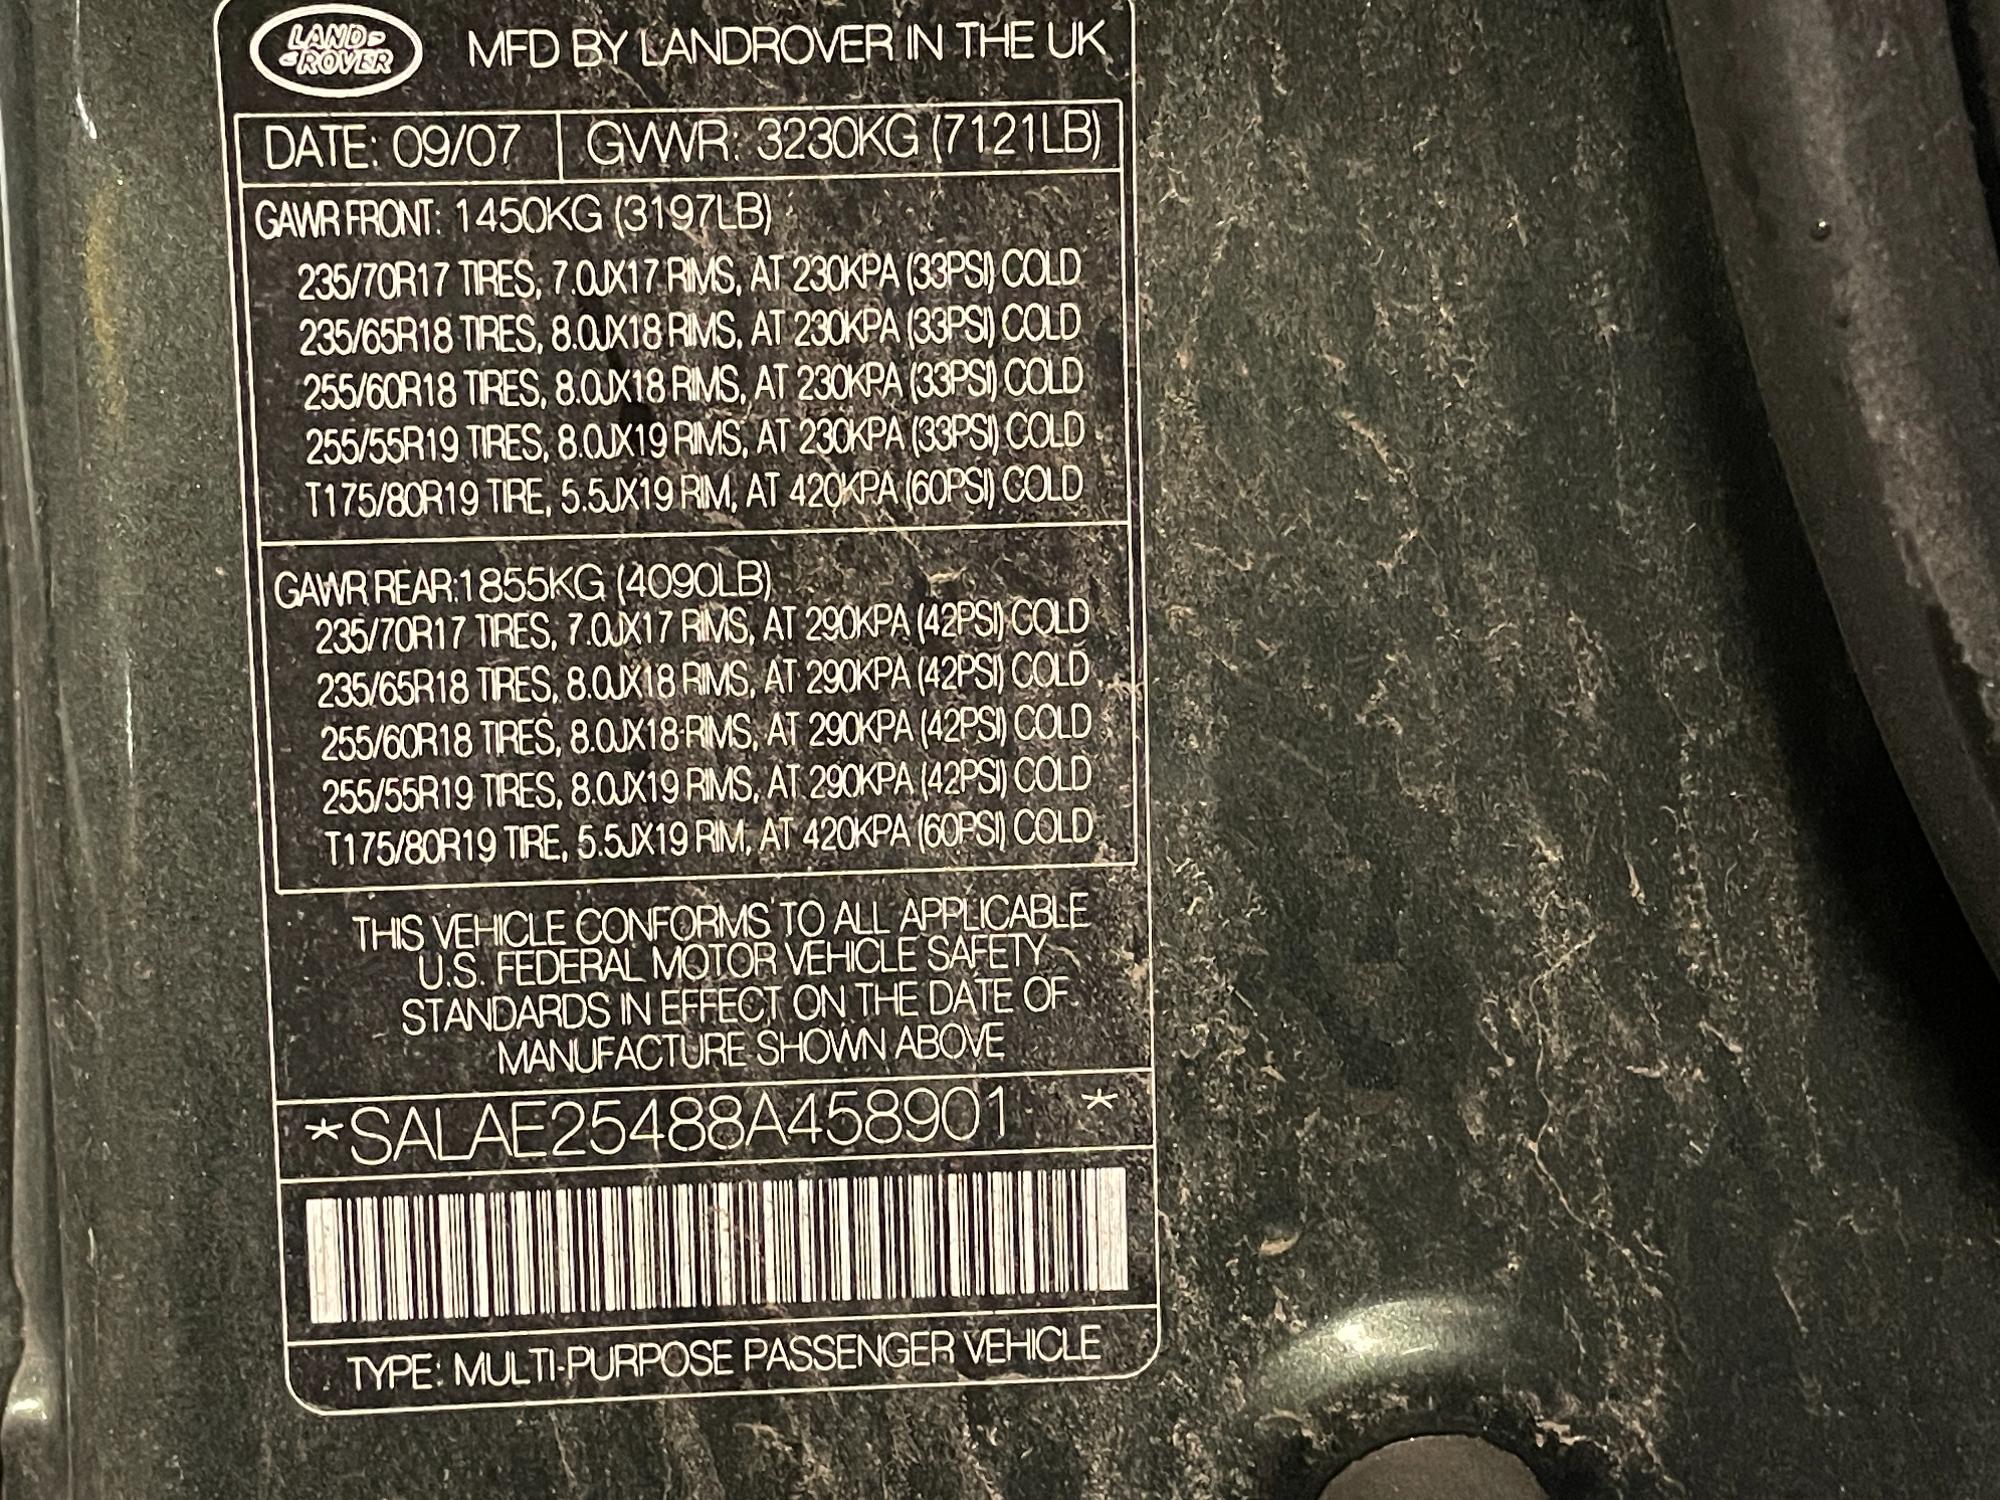 LAND-
-ROVER
MFD BY LANDROVER IN THE UK
DATE: 09/07 GVWR: 3230KG (7121LB)
GAWR FRONT: 1450KG (3197LB)
235/70R17 TIRES, 7.0JX17 RIMS, AT 230KPA (33PSI) COLD
235/65R18 TIRES, 8.0JX18 RIMS, AT 230KPA (33PSI) COLD
255/60R18 TIRES, 8.0JX18 RIMS, AT 230KPA (33PSI) COLD
255/55R19 TIRES, 8.0JX19 RIMS, AT 230KPA (33PSI) COLD
T175/80R19 TIRE, 5.5JX19 RIM, AT 420KPA (60PSI) COLD
GAWR REAR:1855KG (4090LB)
235/70R17 TIRES, 7.0JX17 RIMS, AT 290KPA (42PSI) COLD
235/65R18 TIRES, 8.0JX18 RIMS, AT 290KPA (42PSI) COLD
255/60R18 TIRES, 8.0JX18 RIMS, AT 290KPA (42PSI) COLD
255/55R19 TIRES, 8.0JX19 RIMS, AT 290KPA (42PSI) COLD
T175/80R19 TIRE, 5.5JX19 RIM, AT 420KPA (60PSI) COLD
THIS VEHICLE CONFORMS TO ALL APPLICABLE
U.S. FEDERAL MOTOR VEHICLE SAFETY
STANDARDS IN EFFECT ON THE DATE OF
MANUFACTURE SHOWN ABOVE
*SALAE25488A458901 *
TYPE: MULTI-PURPOSE PASSENGER VEHICLE